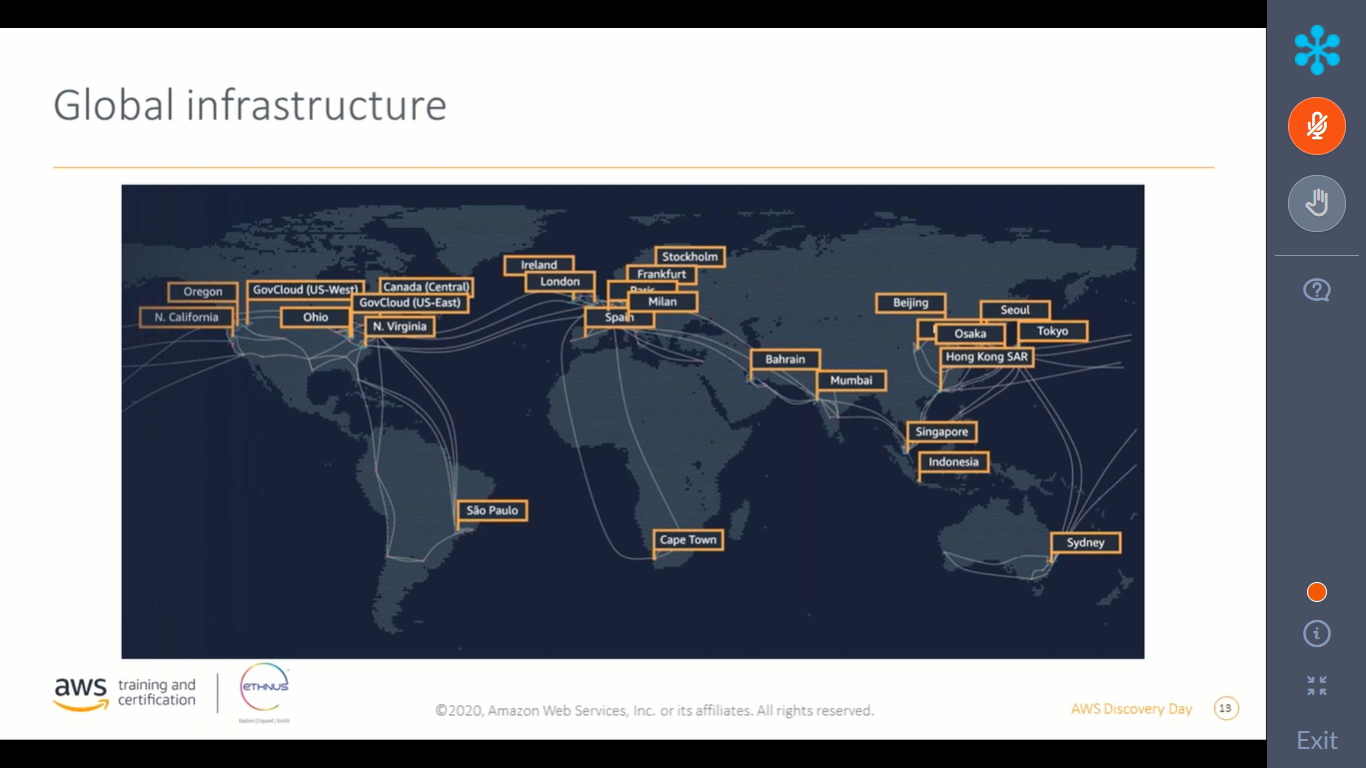 Global infrastructure
Stockholm
Ireland
Frankfurt
London
Paris
Milan
Spain
Oregon
GovCloud (US-West)
Canada (Central)
GovCloud (US-East)
N. California
Ohio
N. Virginia
Beijing
Seoul
Osaka
Tokyo
Hong Kong SAR
Bahrain
Mumbai
Singapore
Indonesia
São Paulo
Cape Town
Sydney
aws
training and
certification
ETHNUS
Explore | Expand | Enrich
©2020, Amazon Web Services, Inc. or its affiliates. All rights reserved.
AWS Discovery Day
13
Exit